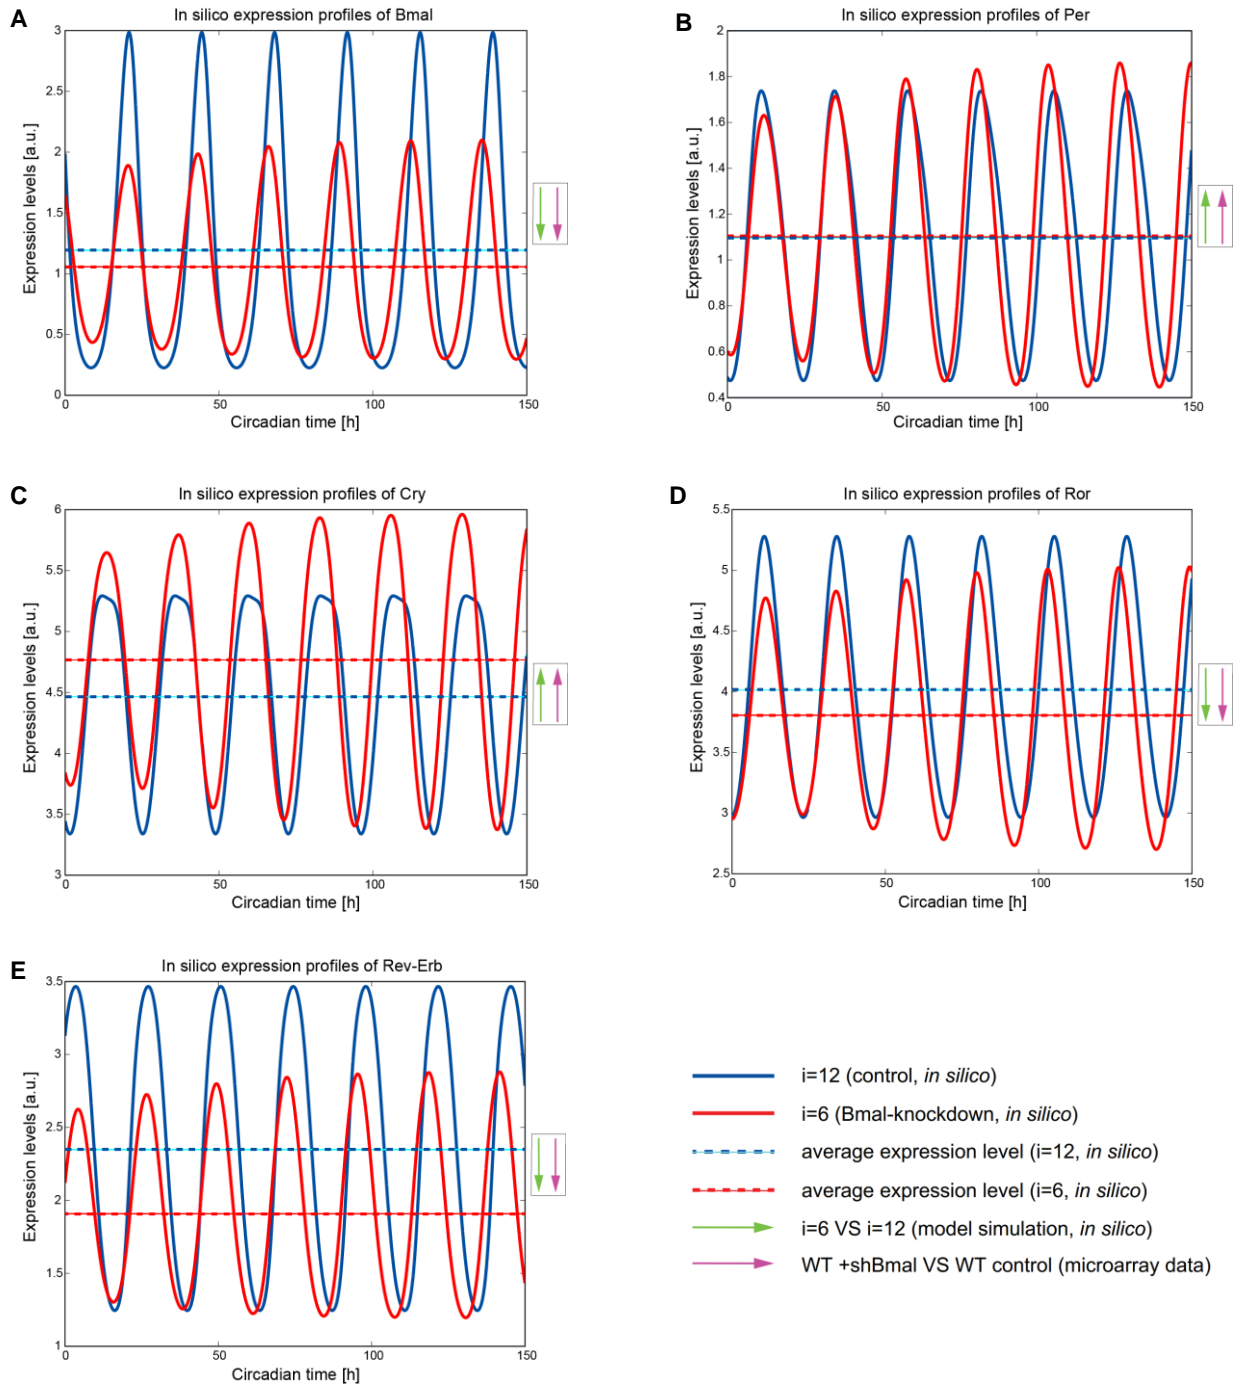 A
In silico expression profiles of Bmal
Expression levels [a.u.]
3
2.5
2
1.5
1
0.5
0
0
50
100
150
Circadian time [h]
B
In silico expression profiles of Per
Expression levels [a.u.]
2
1.8
1.6
1.4
1.2
1
0.8
0.6
0.4
0
50
100
150
Circadian time [h]
C
In silico expression profiles of Cry
Expression levels [a.u.]
6
5.5
5
4.5
4
3.5
3
0
50
100
150
Circadian time [h]
D
In silico expression profiles of Ror
Expression levels [a.u.]
5.5
5
4.5
4
3.5
3
2.5
0
50
100
150
Circadian time [h]
E
In silico expression profiles of Rev-Erb
Expression levels [a.u.]
3.5
3
2.5
2
1.5
1
0
50
100
150
Circadian time [h]
i=12 (control, in silico)
i=6 (Bmal-knockdown, in silico)
average expression level (i=12, in silico)
average expression level (i=6, in silico)
i=6 VS i=12 (model simulation, in silico)
WT +shBmal VS WT control (microarray data)